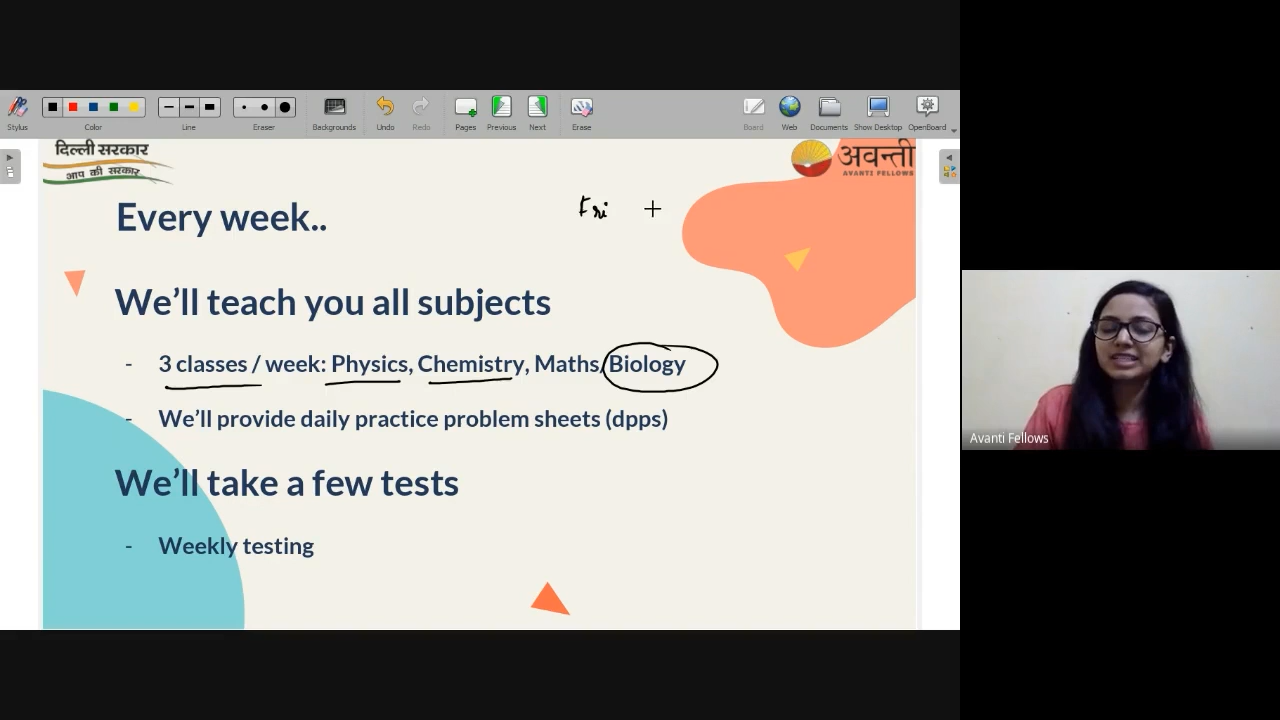 Stylus Color Line Eraser Backgrounds Undo Redo Pages Previous Next Erase Board Web Documents Show Desktop OpenBoard
दिल्ली सरकार
आप की सरकार
अवन्ती
AVANTI FELLOWS
Fri +
Every week..
We'll teach you all subjects
- 3 classes / week: Physics, Chemistry, Maths, Biology
- We'll provide daily practice problem sheets (dpps)
We'll take a few tests
- Weekly testing
Avanti Fellows